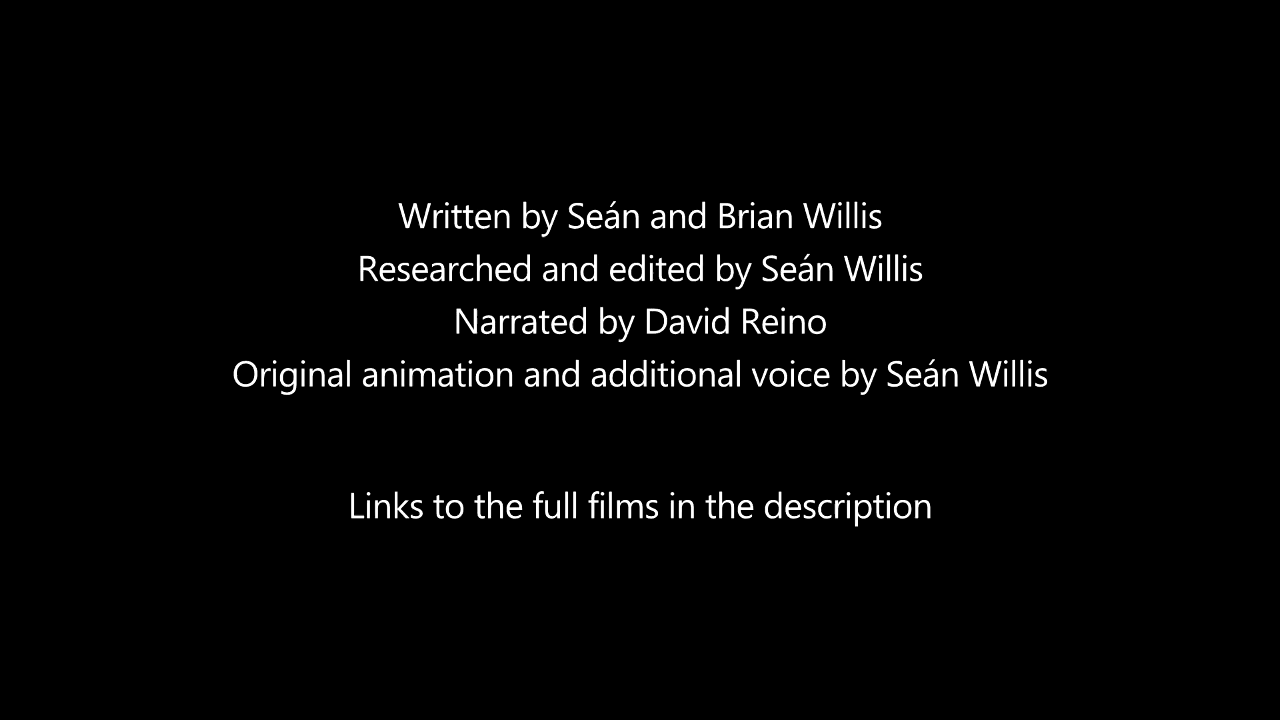 Written by Seán and Brian Willis
Researched and edited by Seán Willis
Narrated by David Reino
Original animation and additional voice by Seán Willis
Links to the full films in the description